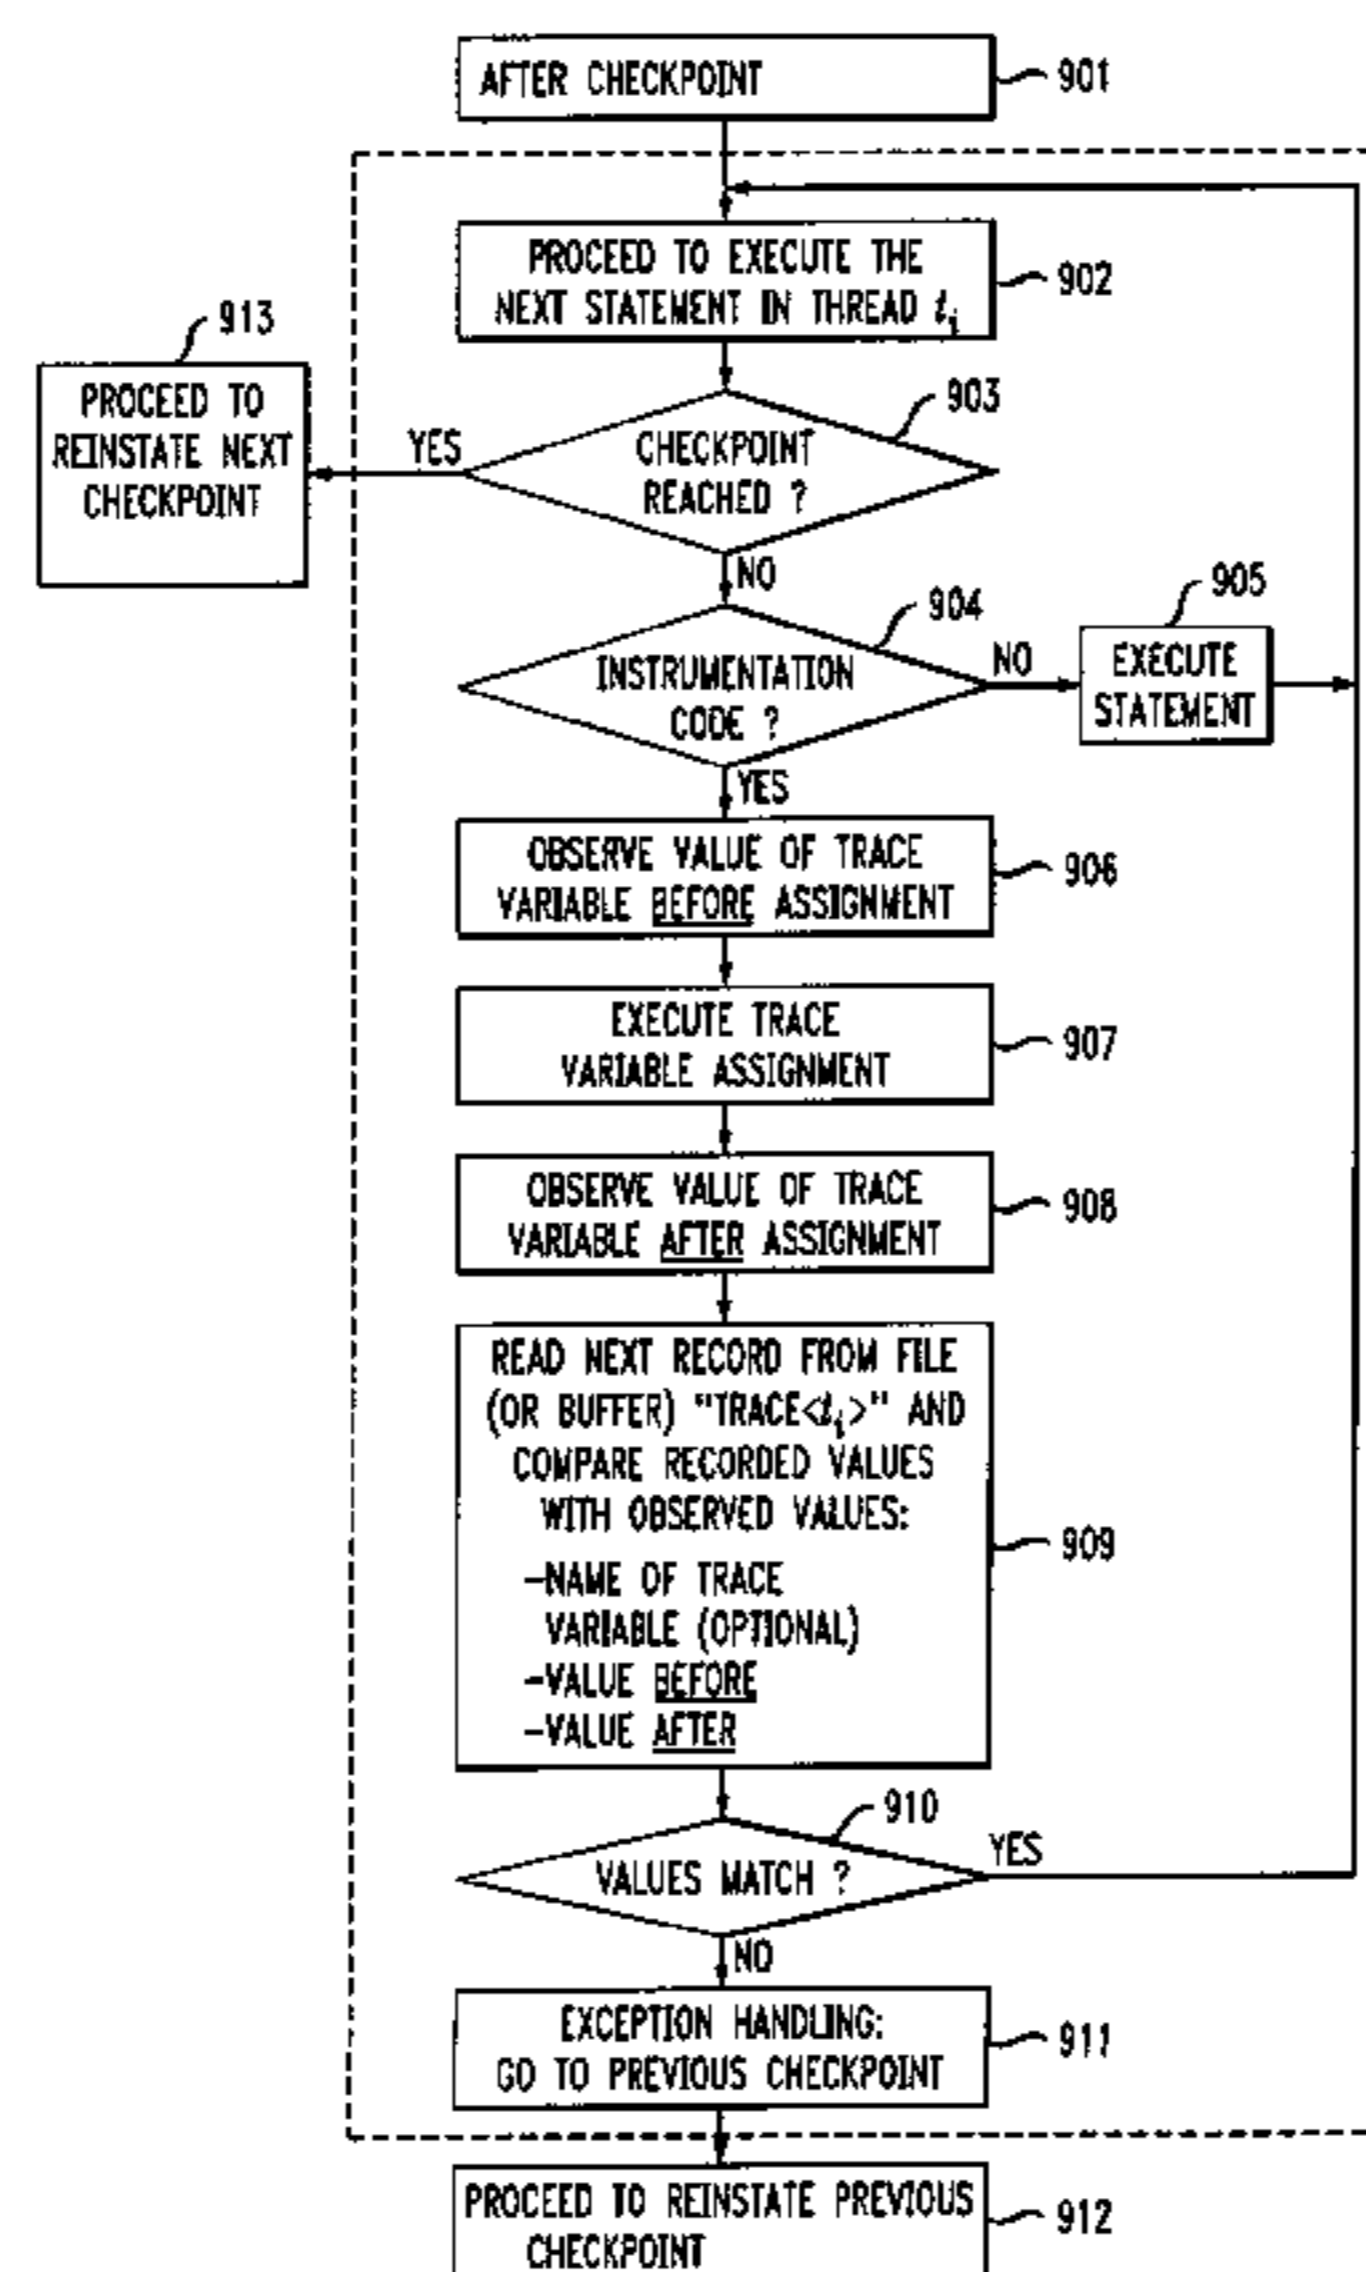 AFTER CHECKPOINT
901
PROCEED TO EXECUTE THE
NEXT STATEMENT IN THREAD ti
902
913
PROCEED TO
REINSTATE NEXT
CHECKPOINT
YES
903
CHECKPOINT
REACHED ?
NO
904
INSTRUMENTATION
CODE ?
NO
905
EXECUTE
STATEMENT
YES
OBSERVE VALUE OF TRACE
VARIABLE BEFORE ASSIGNMENT
906
EXECUTE TRACE
VARIABLE ASSIGNMENT
907
OBSERVE VALUE OF TRACE
VARIABLE AFTER ASSIGNMENT
908
READ NEXT RECORD FROM FILE
(OR BUFFER) "TRACE<ti>" AND
COMPARE RECORDED VALUES
WITH OBSERVED VALUES:
-NAME OF TRACE
VARIABLE (OPTIONAL)
-VALUE BEFORE
-VALUE AFTER
909
910
VALUES MATCH ?
YES
NO
EXCEPTION HANDLING:
GO TO PREVIOUS CHECKPOINT
911
PROCEED TO REINSTATE PREVIOUS
CHECKPOINT
912